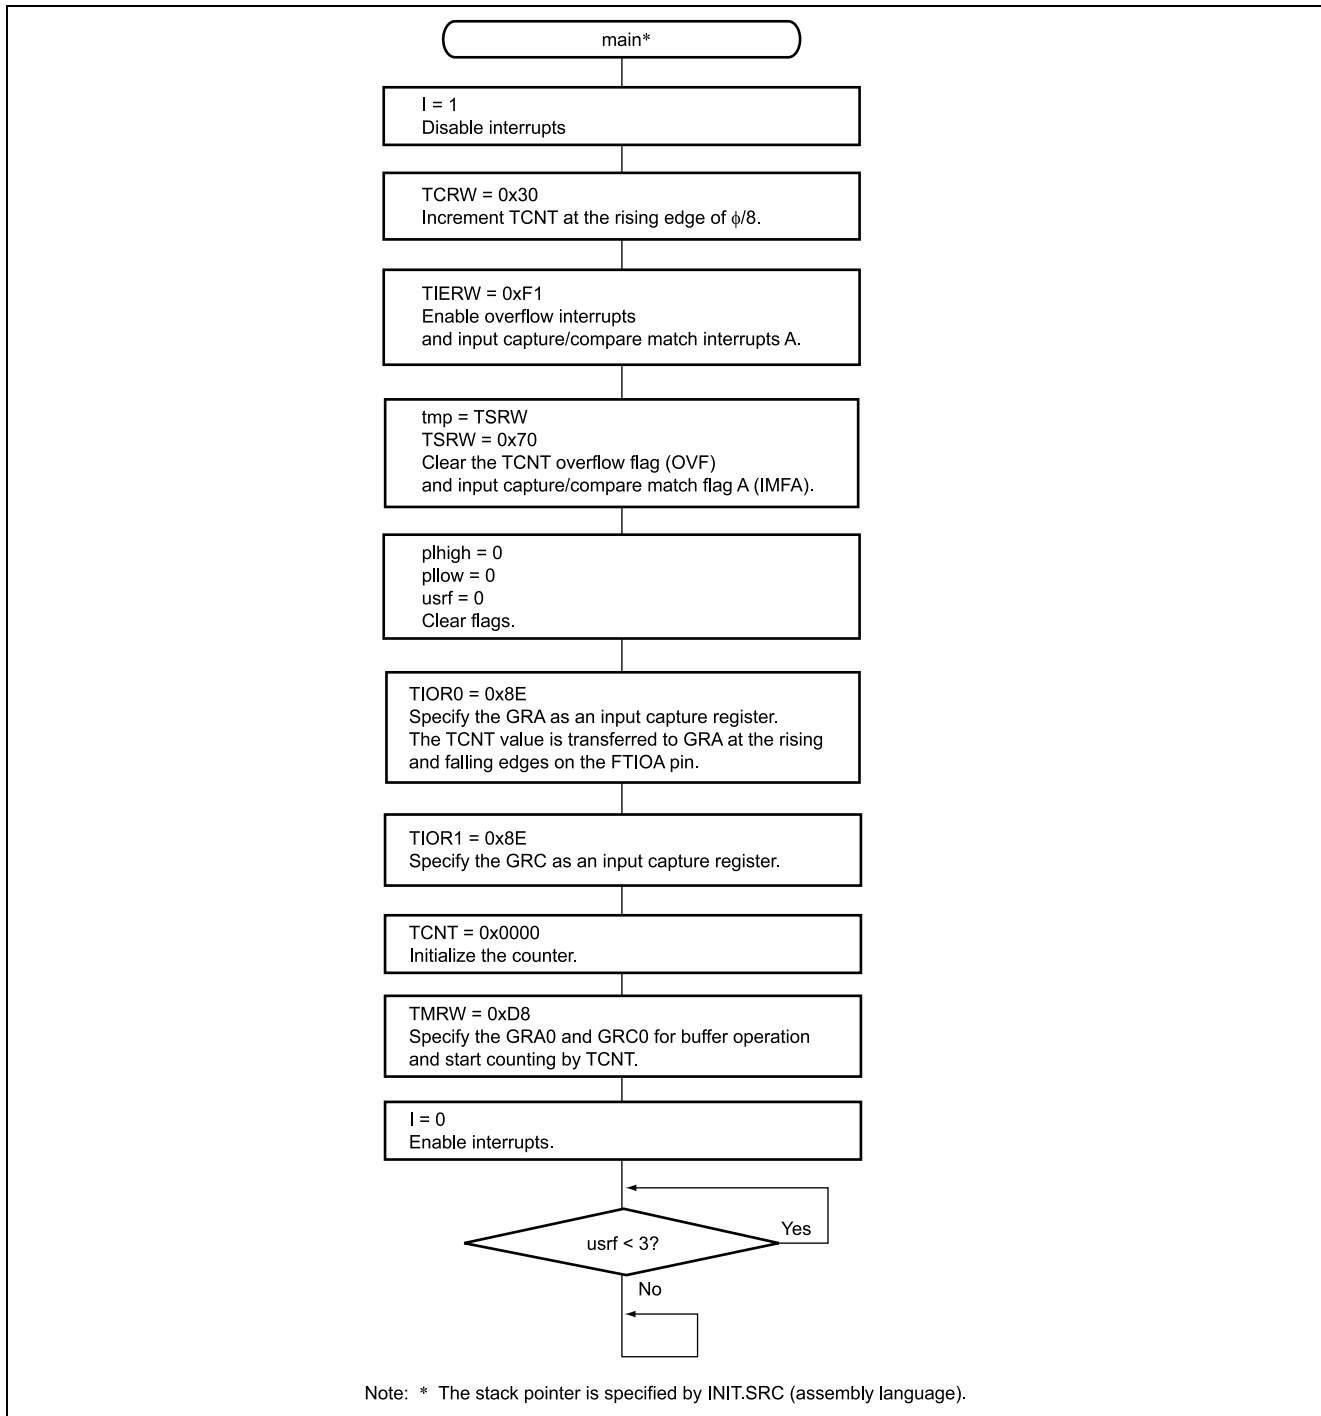 main*
I = 1
Disable interrupts
TCRW = 0x30
Increment TCNT at the rising edge of ϕ/8.
TIERW = 0xF1
Enable overflow interrupts
and input capture/compare match interrupts A.
tmp = TSRW
TSRW = 0x70
Clear the TCNT overflow flag (OVF)
and input capture/compare match flag A (IMFA).
plhigh = 0
pllow = 0
usrf = 0
Clear flags.
TIOR0 = 0x8E
Specify the GRA as an input capture register.
The TCNT value is transferred to GRA at the rising
and falling edges on the FTIOA pin.
TIOR1 = 0x8E
Specify the GRC as an input capture register.
TCNT = 0x0000
Initialize the counter.
TMRW = 0xD8
Specify the GRA0 and GRC0 for buffer operation
and start counting by TCNT.
I = 0
Enable interrupts.
usrf < 3?
Yes
No
Note: * The stack pointer is specified by INIT.SRC (assembly language).